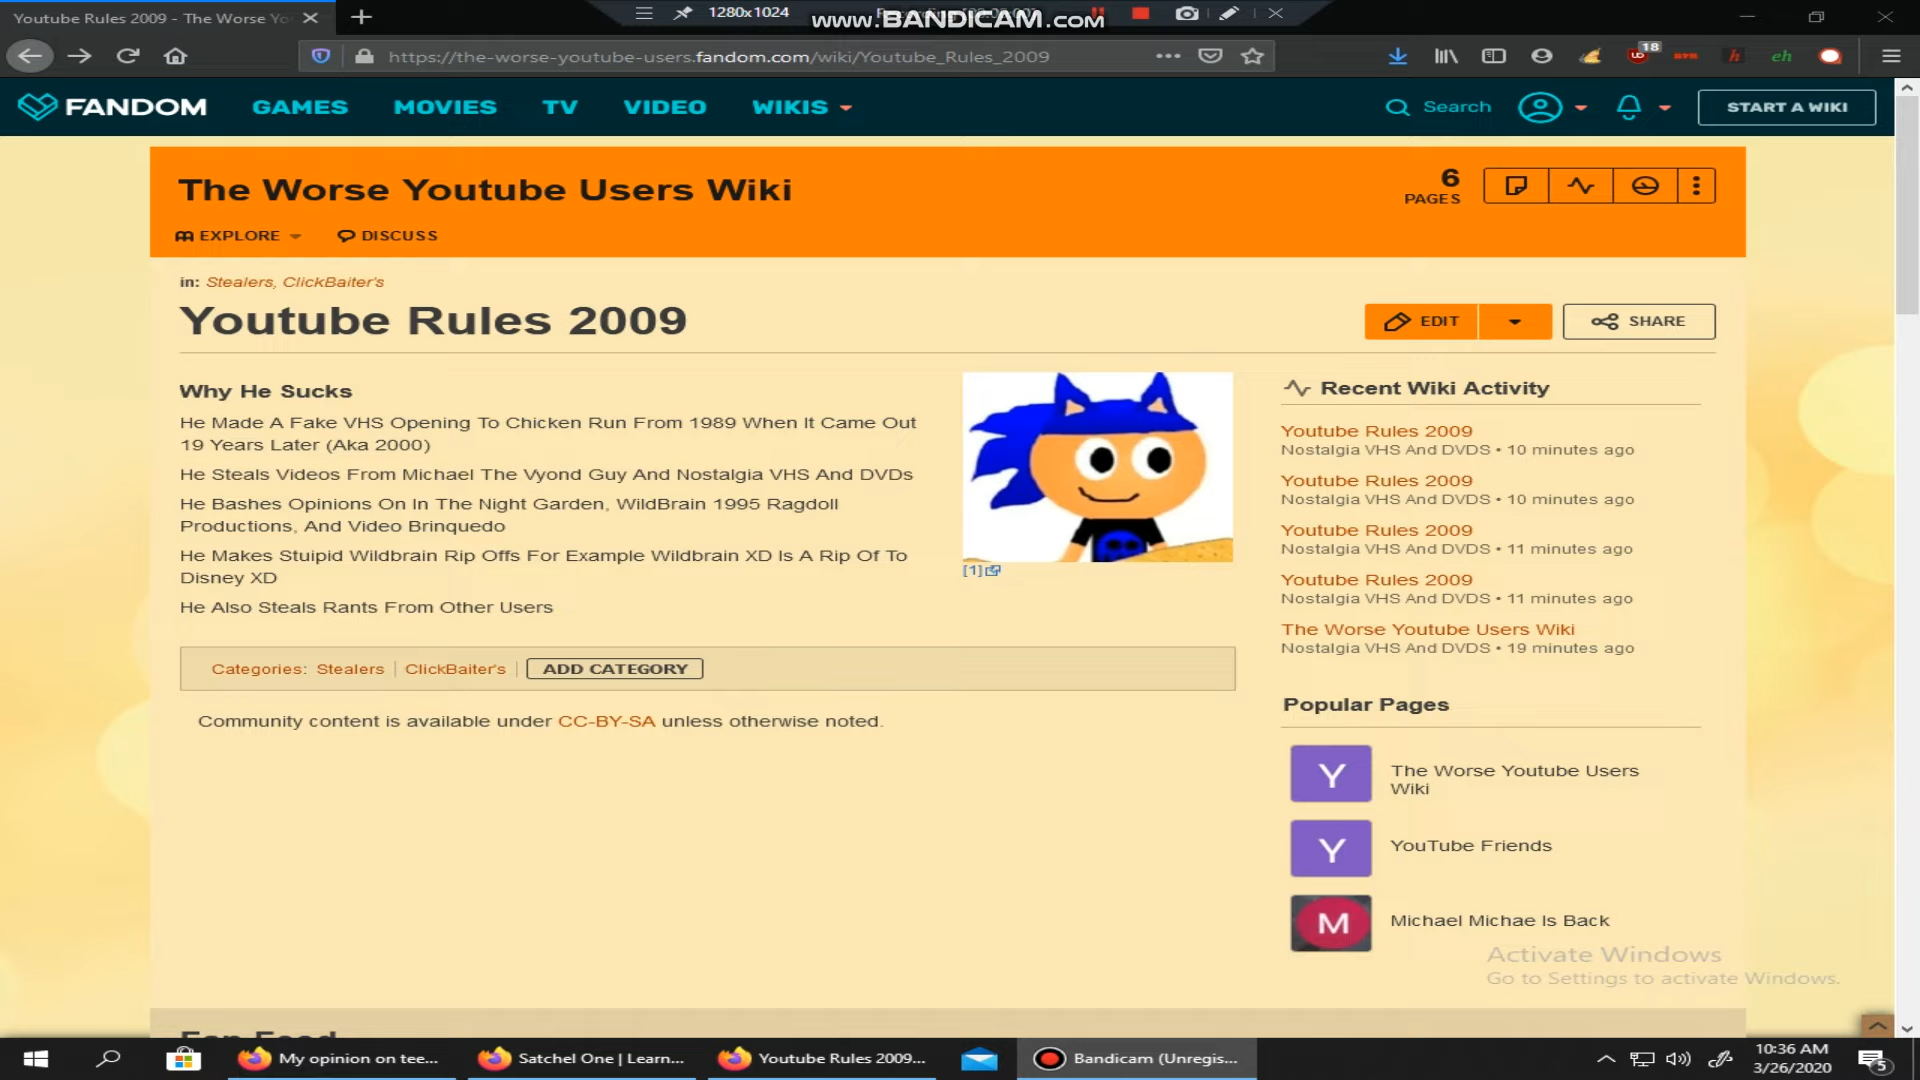 Youtube Rules 2009 - The Worse Yo
1280x1024
www.BANDICAM.com
https://the-worse-youtube-users.fandom.com/wiki/Youtube_Rules_2009
18
FANDOM GAMES MOVIES TV VIDEO WIKIS Search START A WIKI
The Worse Youtube Users Wiki
6 PAGES
EXPLORE DISCUSS
in: Stealers, ClickBaiter's
Youtube Rules 2009
EDIT SHARE
Why He Sucks
He Made A Fake VHS Opening To Chicken Run From 1989 When It Came Out
19 Years Later (Aka 2000)
He Steals Videos From Michael The Vyond Guy And Nostalgia VHS And DVDs
He Bashes Opinions On In The Night Garden, WildBrain 1995 Ragdoll
Productions, And Video Brinquedo
He Makes Stuipid Wildbrain Rip Offs For Example Wildbrain XD Is A Rip Of To
Disney XD
He Also Steals Rants From Other Users
[1]
Categories: Stealers ClickBaiter's ADD CATEGORY
Community content is available under CC-BY-SA unless otherwise noted.
Recent Wiki Activity
Youtube Rules 2009
Nostalgia VHS And DVDS • 10 minutes ago
Youtube Rules 2009
Nostalgia VHS And DVDS • 10 minutes ago
Youtube Rules 2009
Nostalgia VHS And DVDS • 11 minutes ago
Youtube Rules 2009
Nostalgia VHS And DVDS • 11 minutes ago
The Worse Youtube Users Wiki
Nostalgia VHS And DVDS • 19 minutes ago
Popular Pages
Y
The Worse Youtube Users
Wiki
Y
YouTube Friends
M
Michael Michae Is Back
Activate Windows
Go to Settings to activate Windows.
Fan Feed
My opinion on tee...
Satchel One | Learn...
Youtube Rules 2009...
Bandicam (Unregis...
10:36 AM
3/26/2020
5